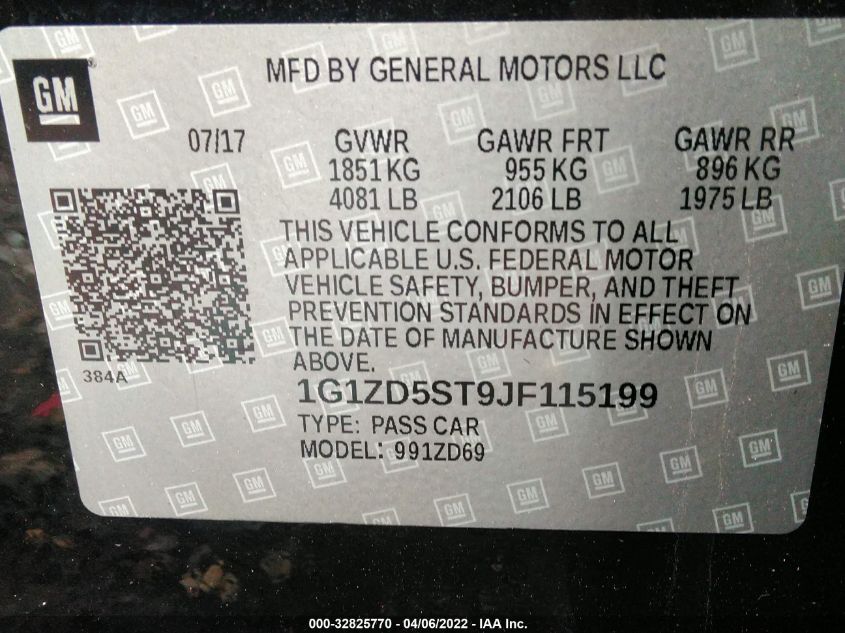 GM
MFD BY GENERAL MOTORS LLC
07/17 GVWR GAWR FRT GAWR RR
1851 KG 955 KG 896 KG
4081 LB 2106 LB 1975 LB
THIS VEHICLE CONFORMS TO ALL
APPLICABLE U.S. FEDERAL MOTOR
VEHICLE SAFETY, BUMPER, AND THEFT
PREVENTION STANDARDS IN EFFECT ON
THE DATE OF MANUFACTURE SHOWN
ABOVE.
384A
1G1ZD5ST9JF115199
TYPE: PASS CAR
MODEL: 991ZD69
000-32825770 - 04/06/2022 - IAA Inc.